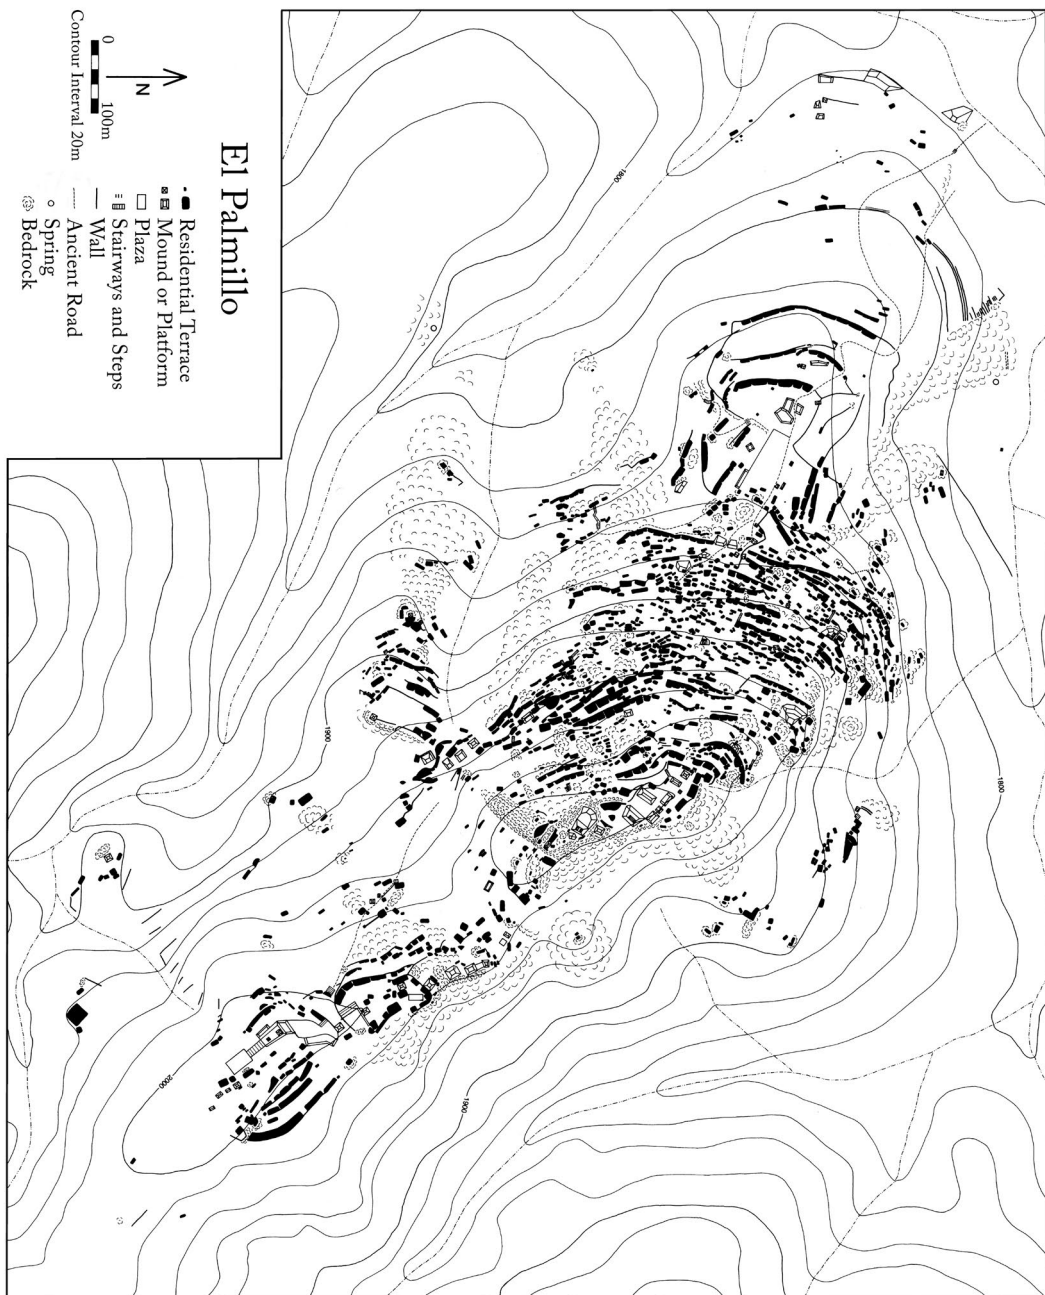 El Palmillo
Residential Terrace
Mound or Platform
Plaza
Stairways and Steps
Wall
Ancient Road
Spring
Bedrock
N
0 100m
Contour Interval 20m
1800
1900
1800
2000
1900